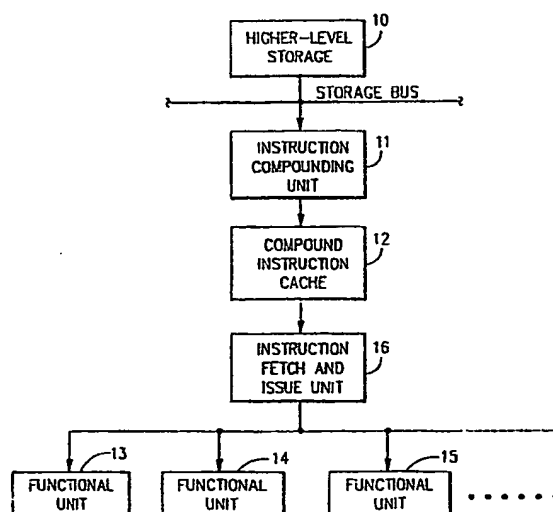 10
HIGHER-LEVEL
STORAGE
STORAGE BUS
11
INSTRUCTION
COMPOUNDING
UNIT
12
COMPOUND
INSTRUCTION
CACHE
16
INSTRUCTION
FETCH AND
ISSUE UNIT
13
14
15
FUNCTIONAL
UNIT
FUNCTIONAL
UNIT
FUNCTIONAL
UNIT